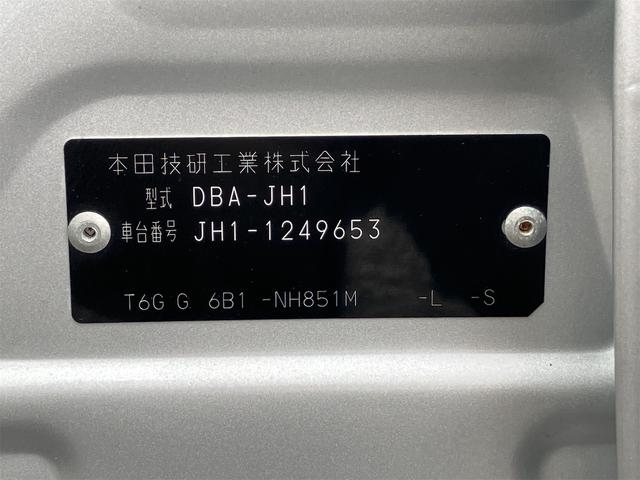 本田技研工業株式会社
型式 DBA-JH1
車台番号 JH1-1249653
T6G G 6B1 -NH851M -L -S